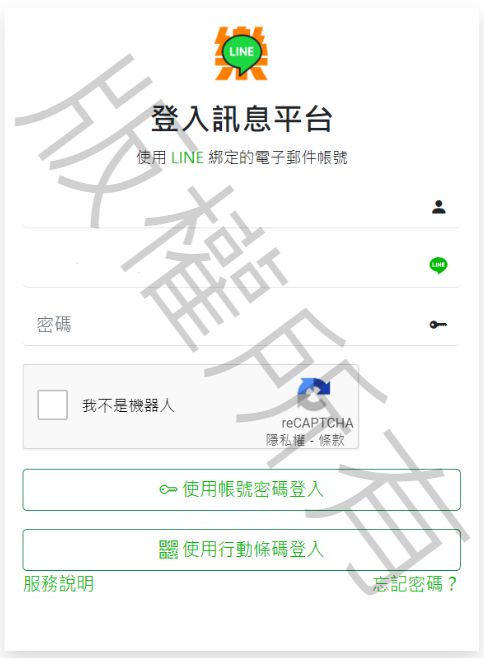 LINE
登入訊息平台
使用 LINE 綁定的電子郵件帳號
LINE
密碼
我不是機器人
reCAPTCHA
隱私權 - 條款
使用帳號密碼登入
使用行動條碼登入
服務說明
忘記密碼？
版權所有